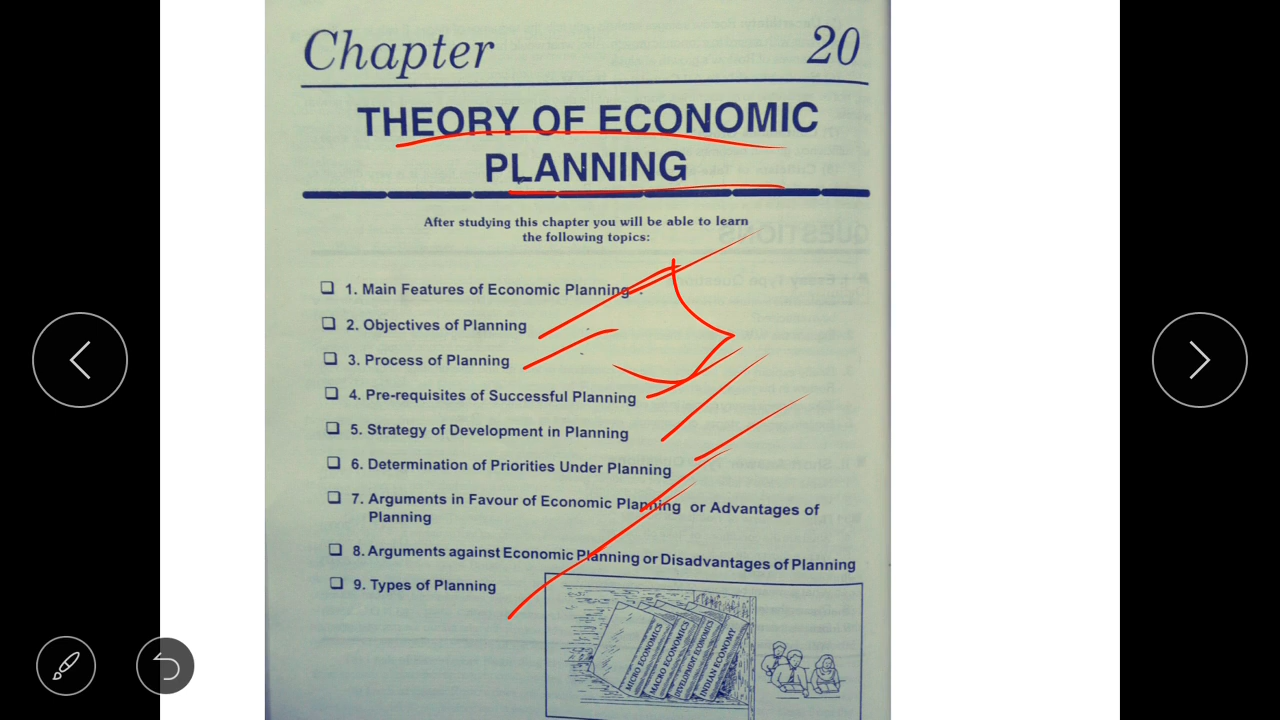 Chapter 20
THEORY OF ECONOMIC
PLANNING
After studying this chapter you will be able to learn
the following topics:
❑ 1. Main Features of Economic Planning .
❑ 2. Objectives of Planning
❑ 3. Process of Planning
❑ 4. Pre-requisites of Successful Planning
❑ 5. Strategy of Development in Planning
❑ 6. Determination of Priorities Under Planning
❑ 7. Arguments in Favour of Economic Planning or Advantages of
Planning
❑ 8. Arguments against Economic Planning or Disadvantages of Planning
❑ 9. Types of Planning
MICRO ECONOMICS
MACRO ECONOMICS
DEVELOPMENT ECONOMICS
INDIAN ECONOMY